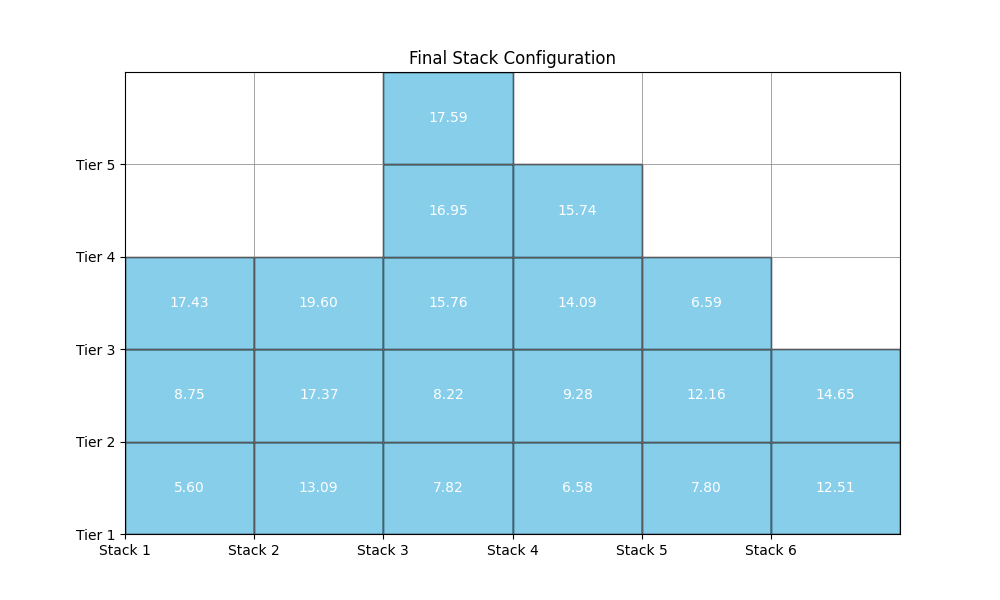 Final Stack Configuration
17.59
Tier 5
16.95 15.74
Tier 4
17.43 19.60 15.76 14.09 6.59
Tier 3
8.75 17.37 8.22 9.28 12.16 14.65
Tier 2
5.60 13.09 7.82 6.58 7.80 12.51
Tier 1
Stack 1 Stack 2 Stack 3 Stack 4 Stack 5 Stack 6